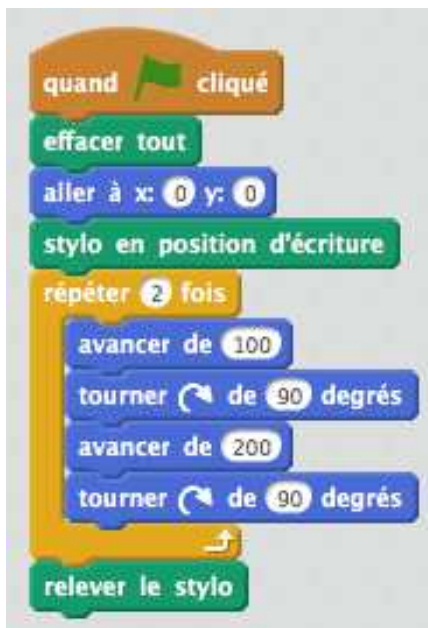 quand cliqué
effacer tout
aller à x: 0 y: 0
stylo en position d'écriture
répéter 2 fois
avancer de 100
tourner de 90 degrés
avancer de 200
tourner de 90 degrés
relever le stylo